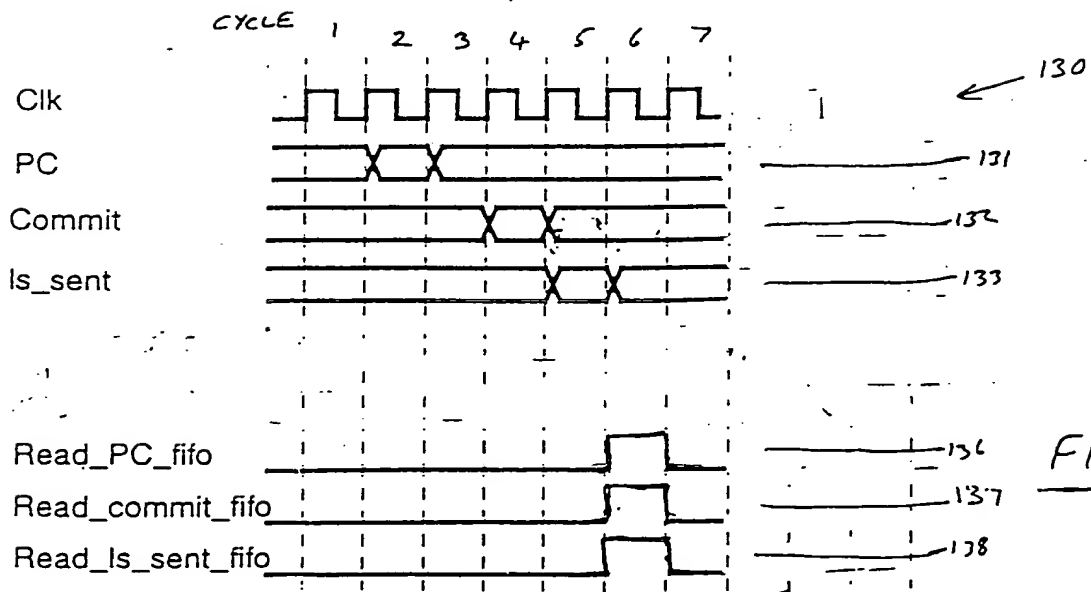 CYCLE 1 2 3 4 5 6 7
130
Clk
PC 131
Commit 132
Is_sent 133
Read_PC_fifo 136
Read_commit_fifo 137
Read_Is_sent_fifo 138